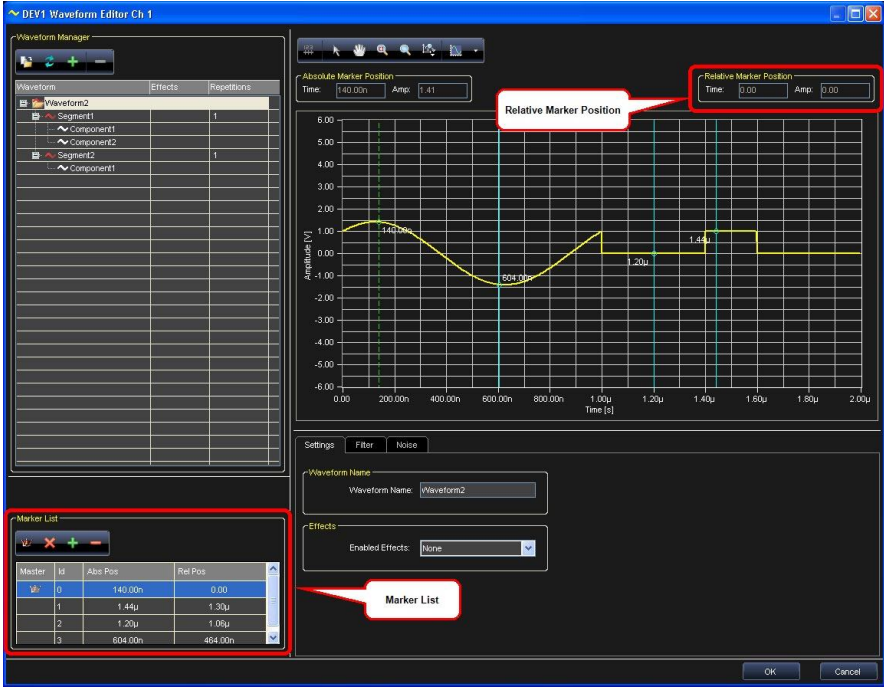 DEV1 Waveform Editor Ch 1
Waveform Manager
Waveform Effects Repetitions
Waveform2
Segment1 1
Component1
Component2
Segment2 1
Component1
Absolute Marker Position
Time: 140.00n Amp: 1.41
Relative Marker Position
Time: 0.00 Amp: 0.00
Relative Marker Position
6.00
5.00
4.00
3.00
2.00
1.00
0.00
-1.00
-2.00
-3.00
-4.00
-5.00
-6.00
Amplitude [V]
140.00n
604.00n
1.20µ
1.44µ
0.00 200.00n 400.00n 600.00n 800.00n 1.00µ 1.20µ 1.40µ 1.60µ 1.80µ 2.00µ
Time [s]
Settings Filter Noise
Waveform Name
Waveform Name: Waveform2
Effects
Enabled Effects: None
Marker List
Master Id Abs Pos Rel Pos
0 140.00n 0.00
1 1.44µ 1.30µ
2 1.20µ 1.06µ
3 604.00n 464.00n
Marker List
OK Cancel